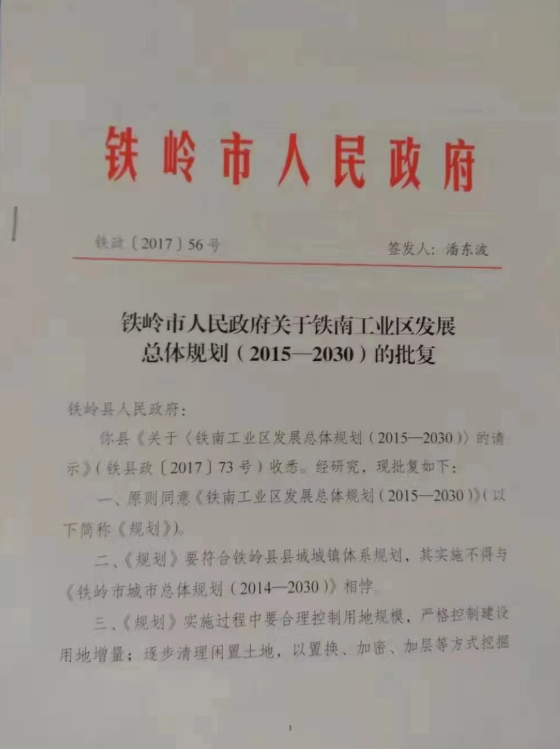 铁岭市人民政府
铁政〔2017〕56号
签发人：潘东波
铁岭市人民政府关于铁南工业区发展
总体规划（2015—2030）的批复
铁岭县人民政府：
你县《关于〈铁南工业区发展总体规划（2015—2030）〉的请
示》（铁县政〔2017〕73号）收悉。经研究，现批复如下：
一、原则同意《铁南工业区发展总体规划（2015—2030）》（以
下简称《规划》）。
二、《规划》要符合铁岭县县域城镇体系规划，其实施不得与
《铁岭市城市总体规划（2014—2030）》相悖。
三、《规划》实施过程中要合理控制用地规模，严格控制建设
用地增量；逐步清理闲置土地，以置换、加密、加层等方式挖掘
1